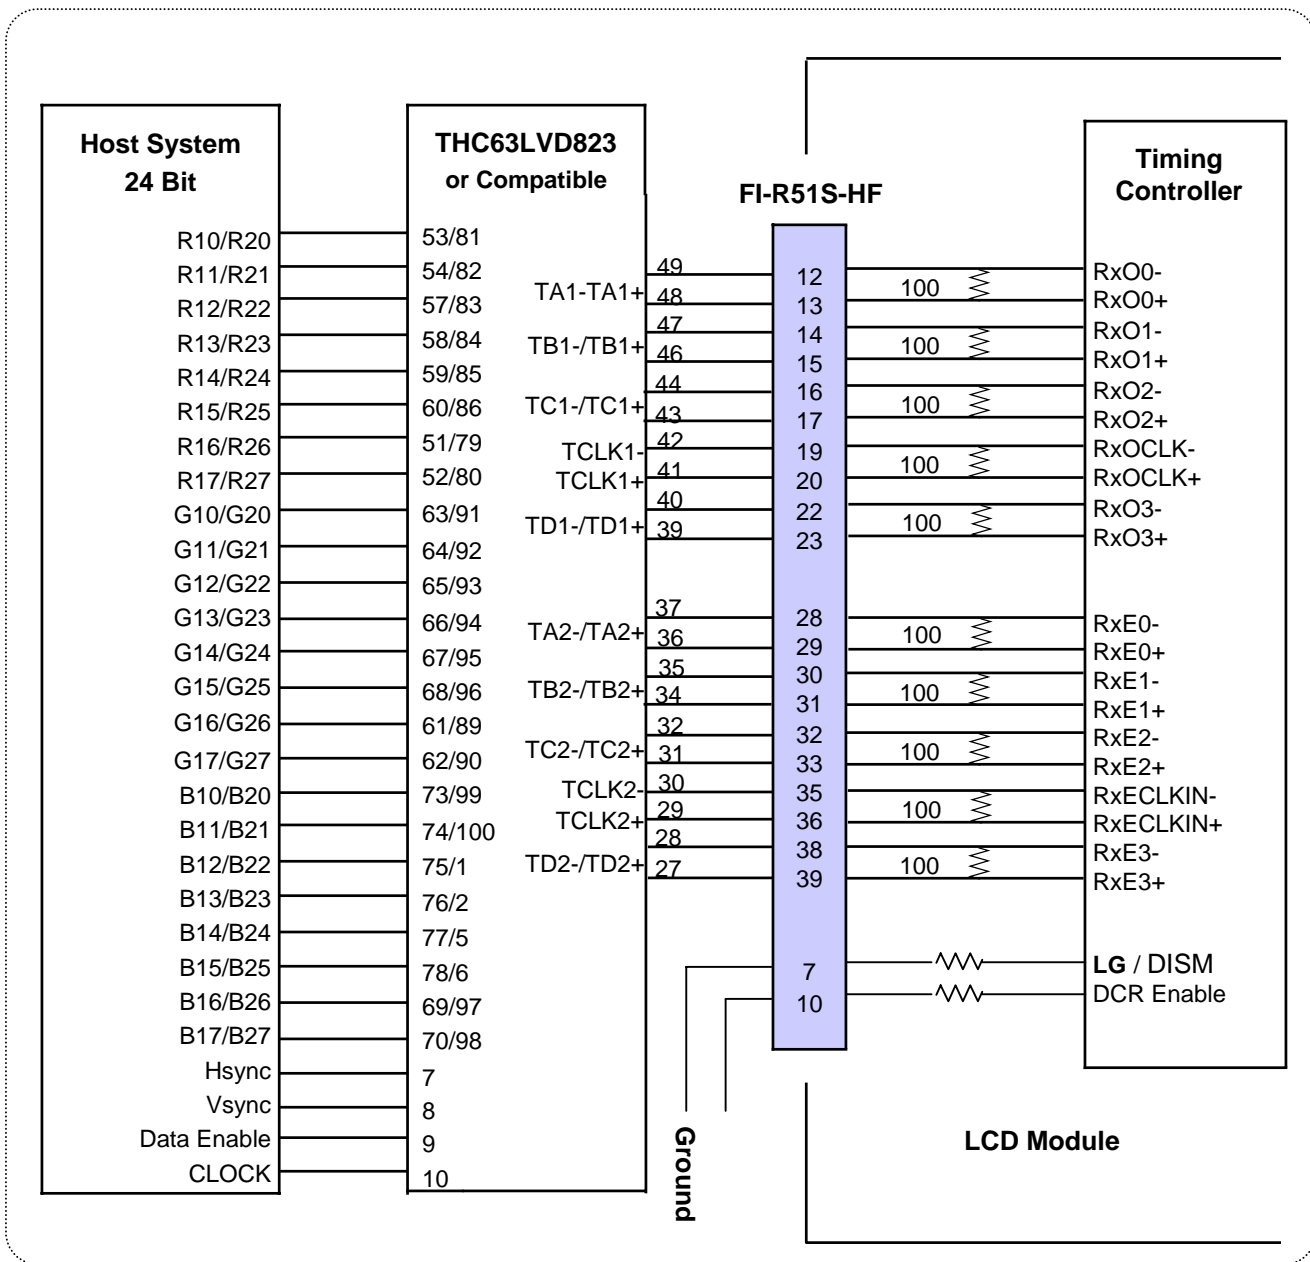 Host System
24 Bit
R10/R20
R11/R21
R12/R22
R13/R23
R14/R24
R15/R25
R16/R26
R17/R27
G10/G20
G11/G21
G12/G22
G13/G23
G14/G24
G15/G25
G16/G26
G17/G27
B10/B20
B11/B21
B12/B22
B13/B23
B14/B24
B15/B25
B16/B26
B17/B27
Hsync
Vsync
Data Enable
CLOCK
THC63LVD823
or Compatible
53/81
54/82
57/83
58/84
59/85
60/86
51/79
52/80
63/91
64/92
65/93
66/94
67/95
68/96
61/89
62/90
73/99
74/100
75/1
76/2
77/5
78/6
69/97
70/98
7
8
9
10
TA1-TA1+
TB1-/TB1+
TC1-/TC1+
TCLK1-
TCLK1+
TD1-/TD1+
TA2-/TA2+
TB2-/TB2+
TC2-/TC2+
TCLK2-
TCLK2+
TD2-/TD2+
49
48
47
46
44
43
42
41
40
39
37
36
35
34
32
31
30
29
28
27
Ground
FI-R51S-HF
12
13
14
15
16
17
19
20
22
23
28
29
30
31
32
33
35
36
38
39
7
10
100
100
100
100
100
100
100
100
100
100
Timing
Controller
RxO0-
RxO0+
RxO1-
RxO1+
RxO2-
RxO2+
RxOCLK-
RxOCLK+
RxO3-
RxO3+
RxE0-
RxE0+
RxE1-
RxE1+
RxE2-
RxE2+
RxECLKIN-
RxECLKIN+
RxE3-
RxE3+
LG / DISM
DCR Enable
LCD Module